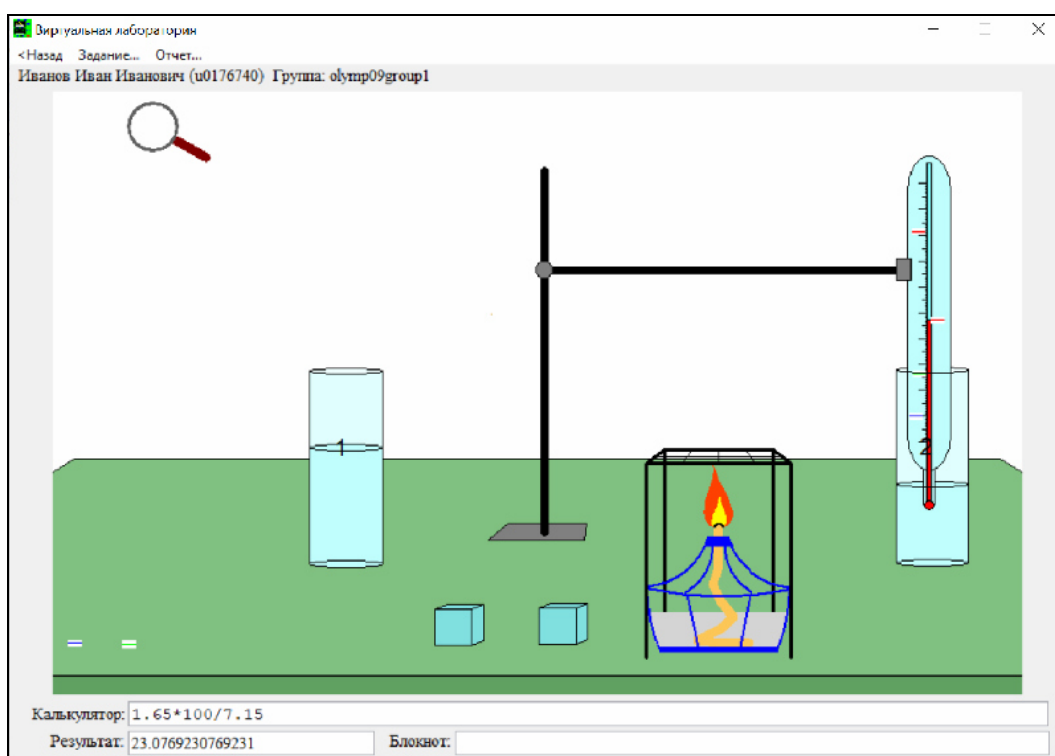 Виртуальная лаборатория
<Назад Задание... Отчет...
Иванов Иван Иванович (u0176740) Группа: olymp09group1
1
2
Калькулятор: 1.65*100/7.15
Результат: 23.0769230769231 Блокнот: